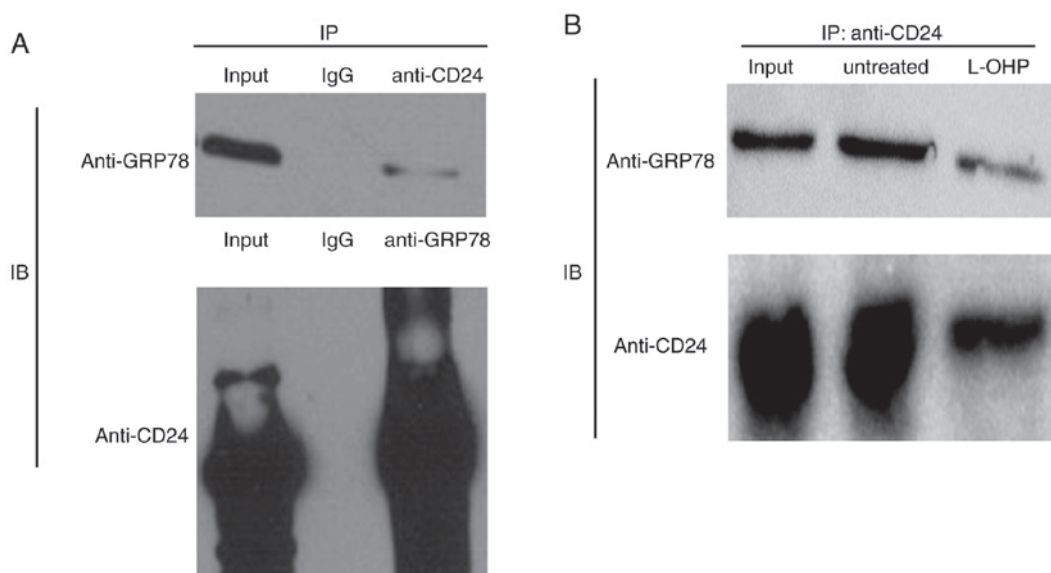 A
IP
Input IgG anti-CD24
Anti-GRP78
Input IgG anti-GRP78
IB
Anti-CD24
B
IP: anti-CD24
Input untreated L-OHP
Anti-GRP78
IB
Anti-CD24